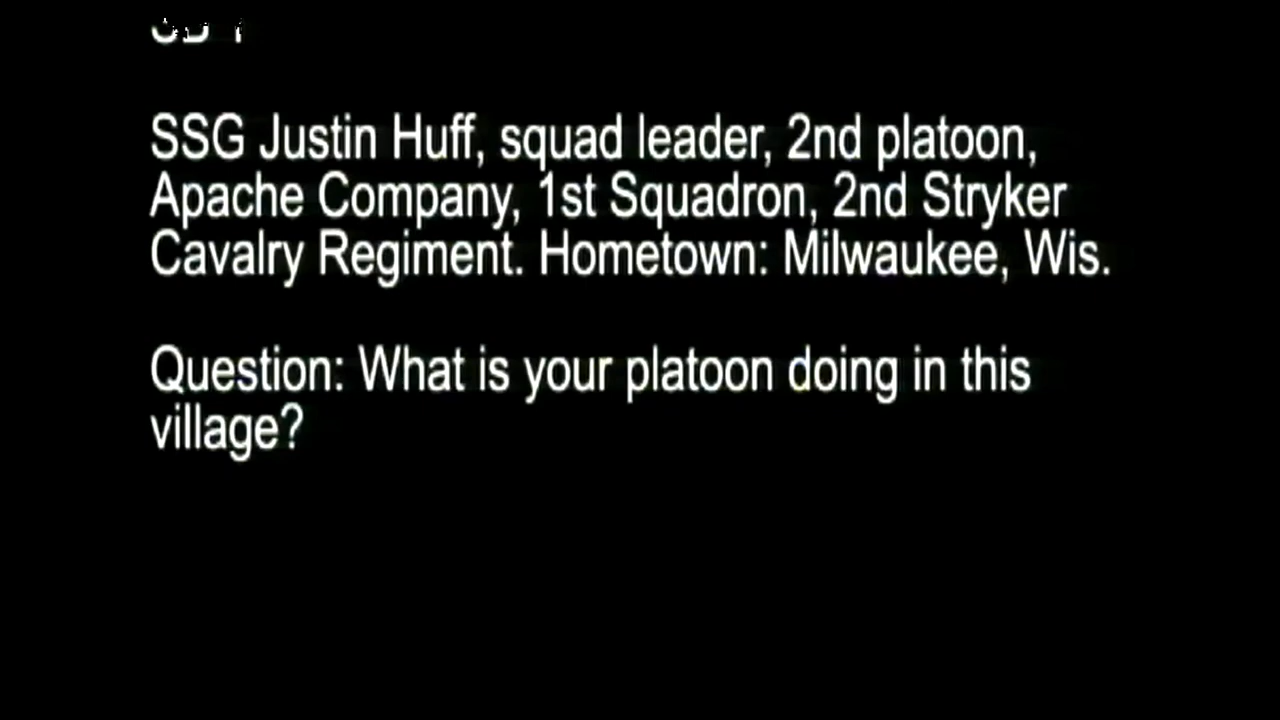 SSG Justin Huff, squad leader, 2nd platoon,
Apache Company, 1st Squadron, 2nd Stryker
Cavalry Regiment. Hometown: Milwaukee, Wis.
Question: What is your platoon doing in this
village?